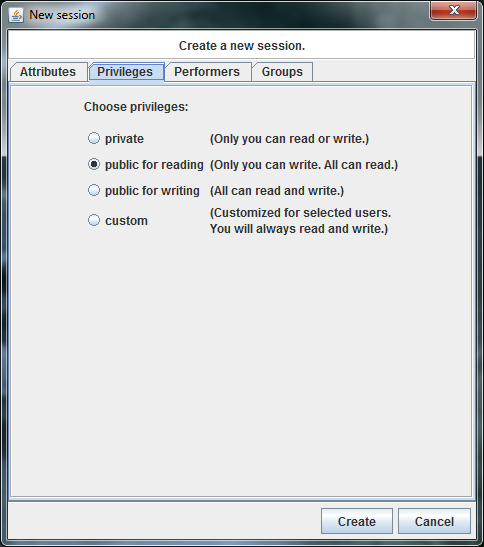 New session
Create a new session.
Attributes Privileges Performers Groups
Choose privileges:
private (Only you can read or write.)
public for reading (Only you can write. All can read.)
public for writing (All can read and write.)
custom (Customized for selected users.
You will always read and write.)
Create Cancel